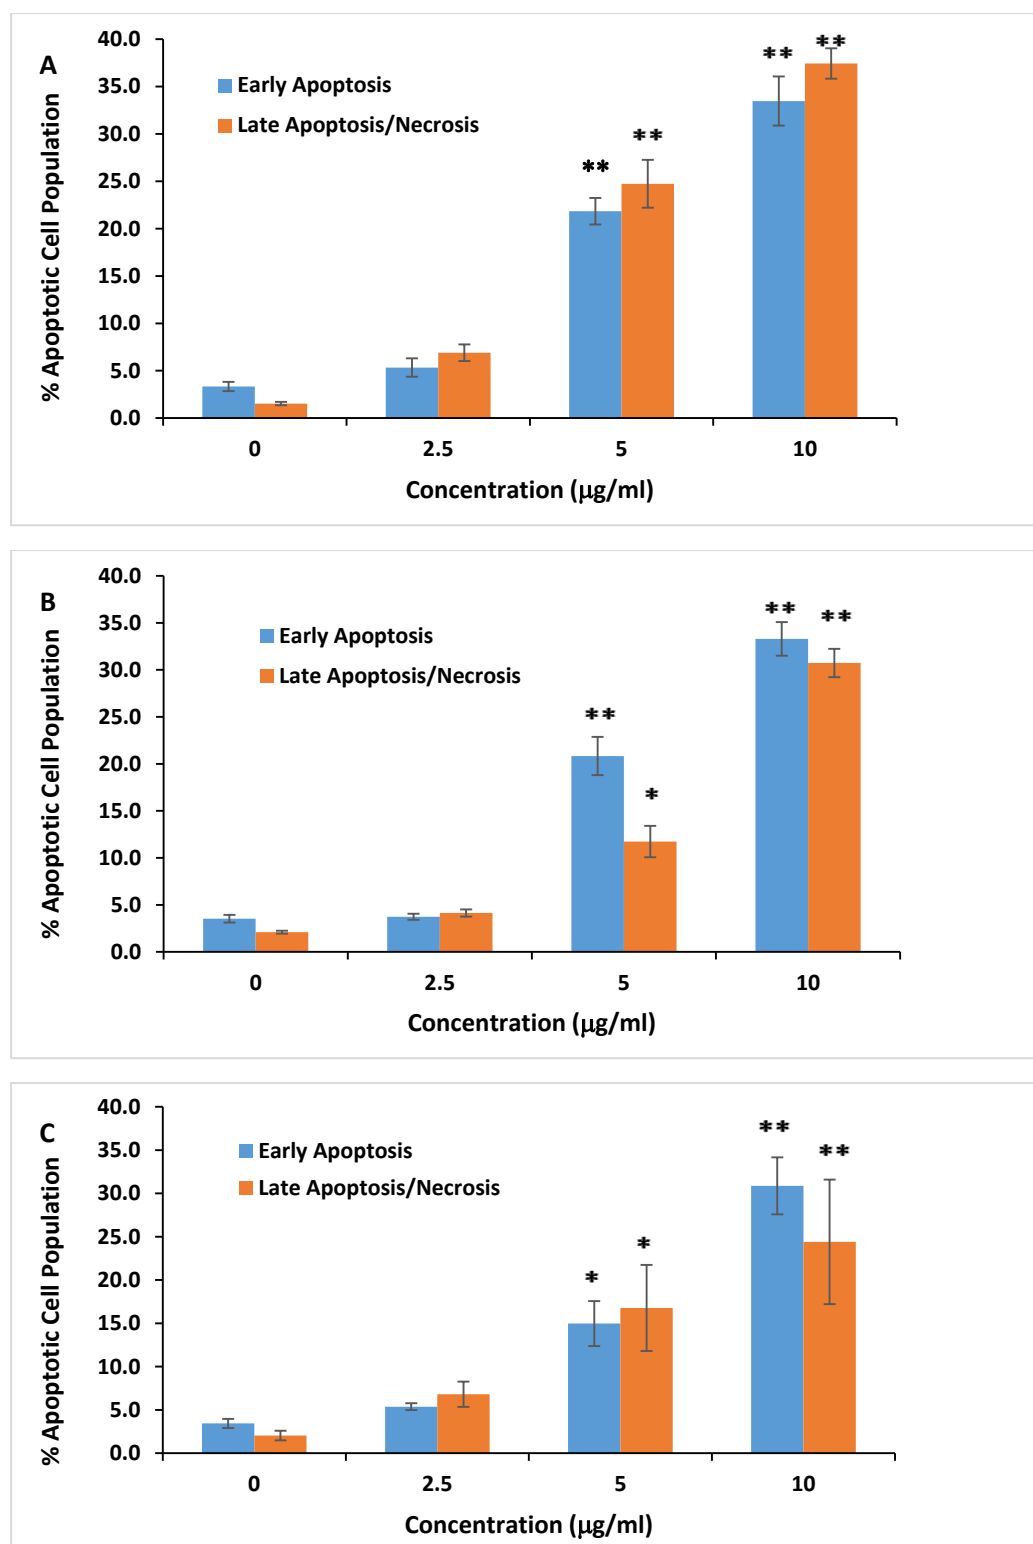 A
% Apoptotic Cell Population
40.0
35.0
30.0
25.0
20.0
15.0
10.0
5.0
0.0
Early Apoptosis
Late Apoptosis/Necrosis
** **
** **
0 2.5 5 10
Concentration (µg/ml)
B
% Apoptotic Cell Population
40.0
35.0
30.0
25.0
20.0
15.0
10.0
5.0
0.0
Early Apoptosis
Late Apoptosis/Necrosis
** *
** **
0 2.5 5 10
Concentration (µg/ml)
C
% Apoptotic Cell Population
40.0
35.0
30.0
25.0
20.0
15.0
10.0
5.0
0.0
Early Apoptosis
Late Apoptosis/Necrosis
* *
** **
0 2.5 5 10
Concentration (µg/ml)